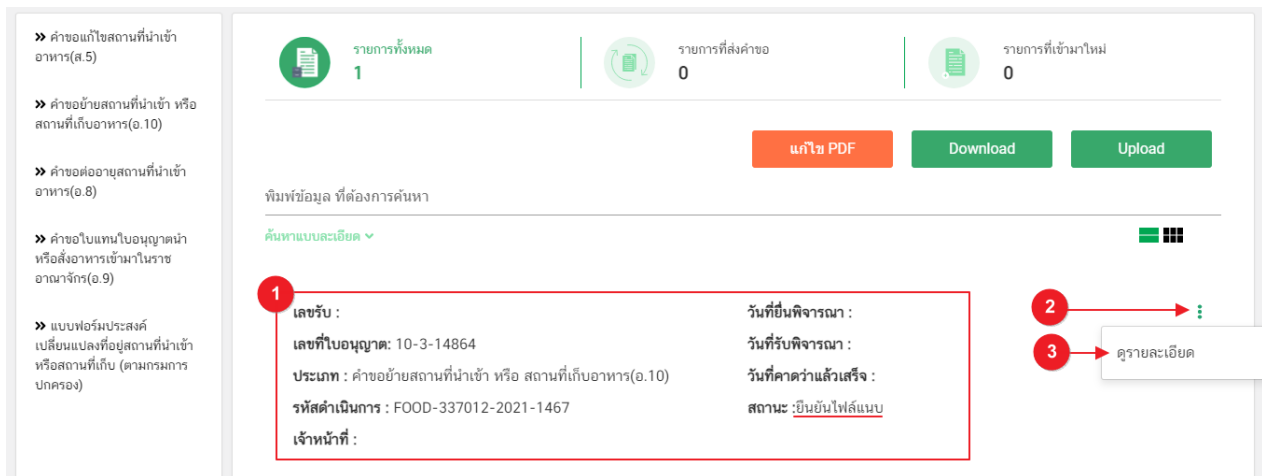 » คำขอแก้ไขสถานที่นำเข้า
อาหาร(ส.5)
» คำขอย้ายสถานที่นำเข้า หรือ
สถานที่เก็บอาหาร(อ.10)
» คำขอต่ออายุสถานที่นำเข้า
อาหาร(อ.8)
» คำขอใบแทนใบอนุญาตนำ
หรือสั่งอาหารเข้ามาในราช
อาณาจักร(อ.9)
» แบบฟอร์มประสงค์
เปลี่ยนแปลงที่อยู่สถานที่นำเข้า
หรือสถานที่เก็บ (ตามกรมการ
ปกครอง)
รายการทั้งหมด
1
รายการที่ส่งคำขอ
0
รายการที่เข้ามาใหม่
0
แก้ไข PDF
Download
Upload
พิมพ์ข้อมูล ที่ต้องการค้นหา
ค้นหาแบบละเอียด
1
เลขรับ :
เลขที่ใบอนุญาต: 10-3-14864
ประเภท : คำขอย้ายสถานที่นำเข้า หรือ สถานที่เก็บอาหาร(อ.10)
รหัสดำเนินการ : FOOD-337012-2021-1467
เจ้าหน้าที่ :
วันที่ยื่นพิจารณา :
วันที่รับพิจารณา :
วันที่คาดว่าแล้วเสร็จ :
สถานะ :ยืนยันไฟล์แนบ
2
3
ดูรายละเอียด